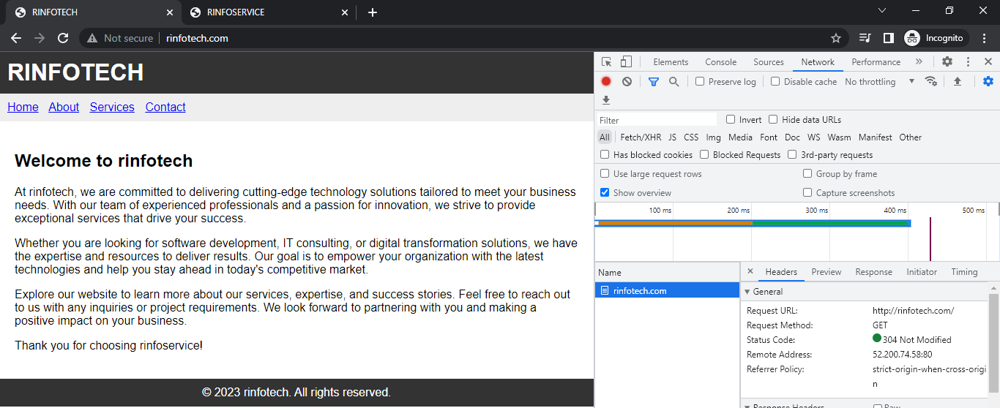 RINFOTECH
RINFOSERVICE
Not secure
rinfotech.com
Incognito
RINFOTECH
Home About Services Contact
Welcome to rinfotech
At rinfotech, we are committed to delivering cutting-edge technology solutions tailored to meet your business
needs. With our team of experienced professionals and a passion for innovation, we strive to provide
exceptional services that drive your success.
Whether you are looking for software development, IT consulting, or digital transformation solutions, we have
the expertise and resources to deliver results. Our goal is to empower your organization with the latest
technologies and help you stay ahead in today's competitive market.
Explore our website to learn more about our services, expertise, and success stories. Feel free to reach out
to us with any inquiries or project requirements. We look forward to partnering with you and making a
positive impact on your business.
Thank you for choosing rinfoservice!
© 2023 rinfotech. All rights reserved.
Elements Console Sources Network Performance
Preserve log Disable cache No throttling
Filter Invert Hide data URLs
All Fetch/XHR JS CSS Img Media Font Doc WS Wasm Manifest Other
Has blocked cookies Blocked Requests 3rd-party requests
Use large request rows Group by frame
Show overview Capture screenshots
100 ms 200 ms 300 ms 400 ms 500 ms
Name
rinfotech.com
Headers Preview Response Initiator Timing
General
Request URL: http://rinfotech.com/
Request Method: GET
Status Code: 304 Not Modified
Remote Address: 52.200.74.58:80
Referrer Policy: strict-origin-when-cross-origi
n
Response Headers Raw